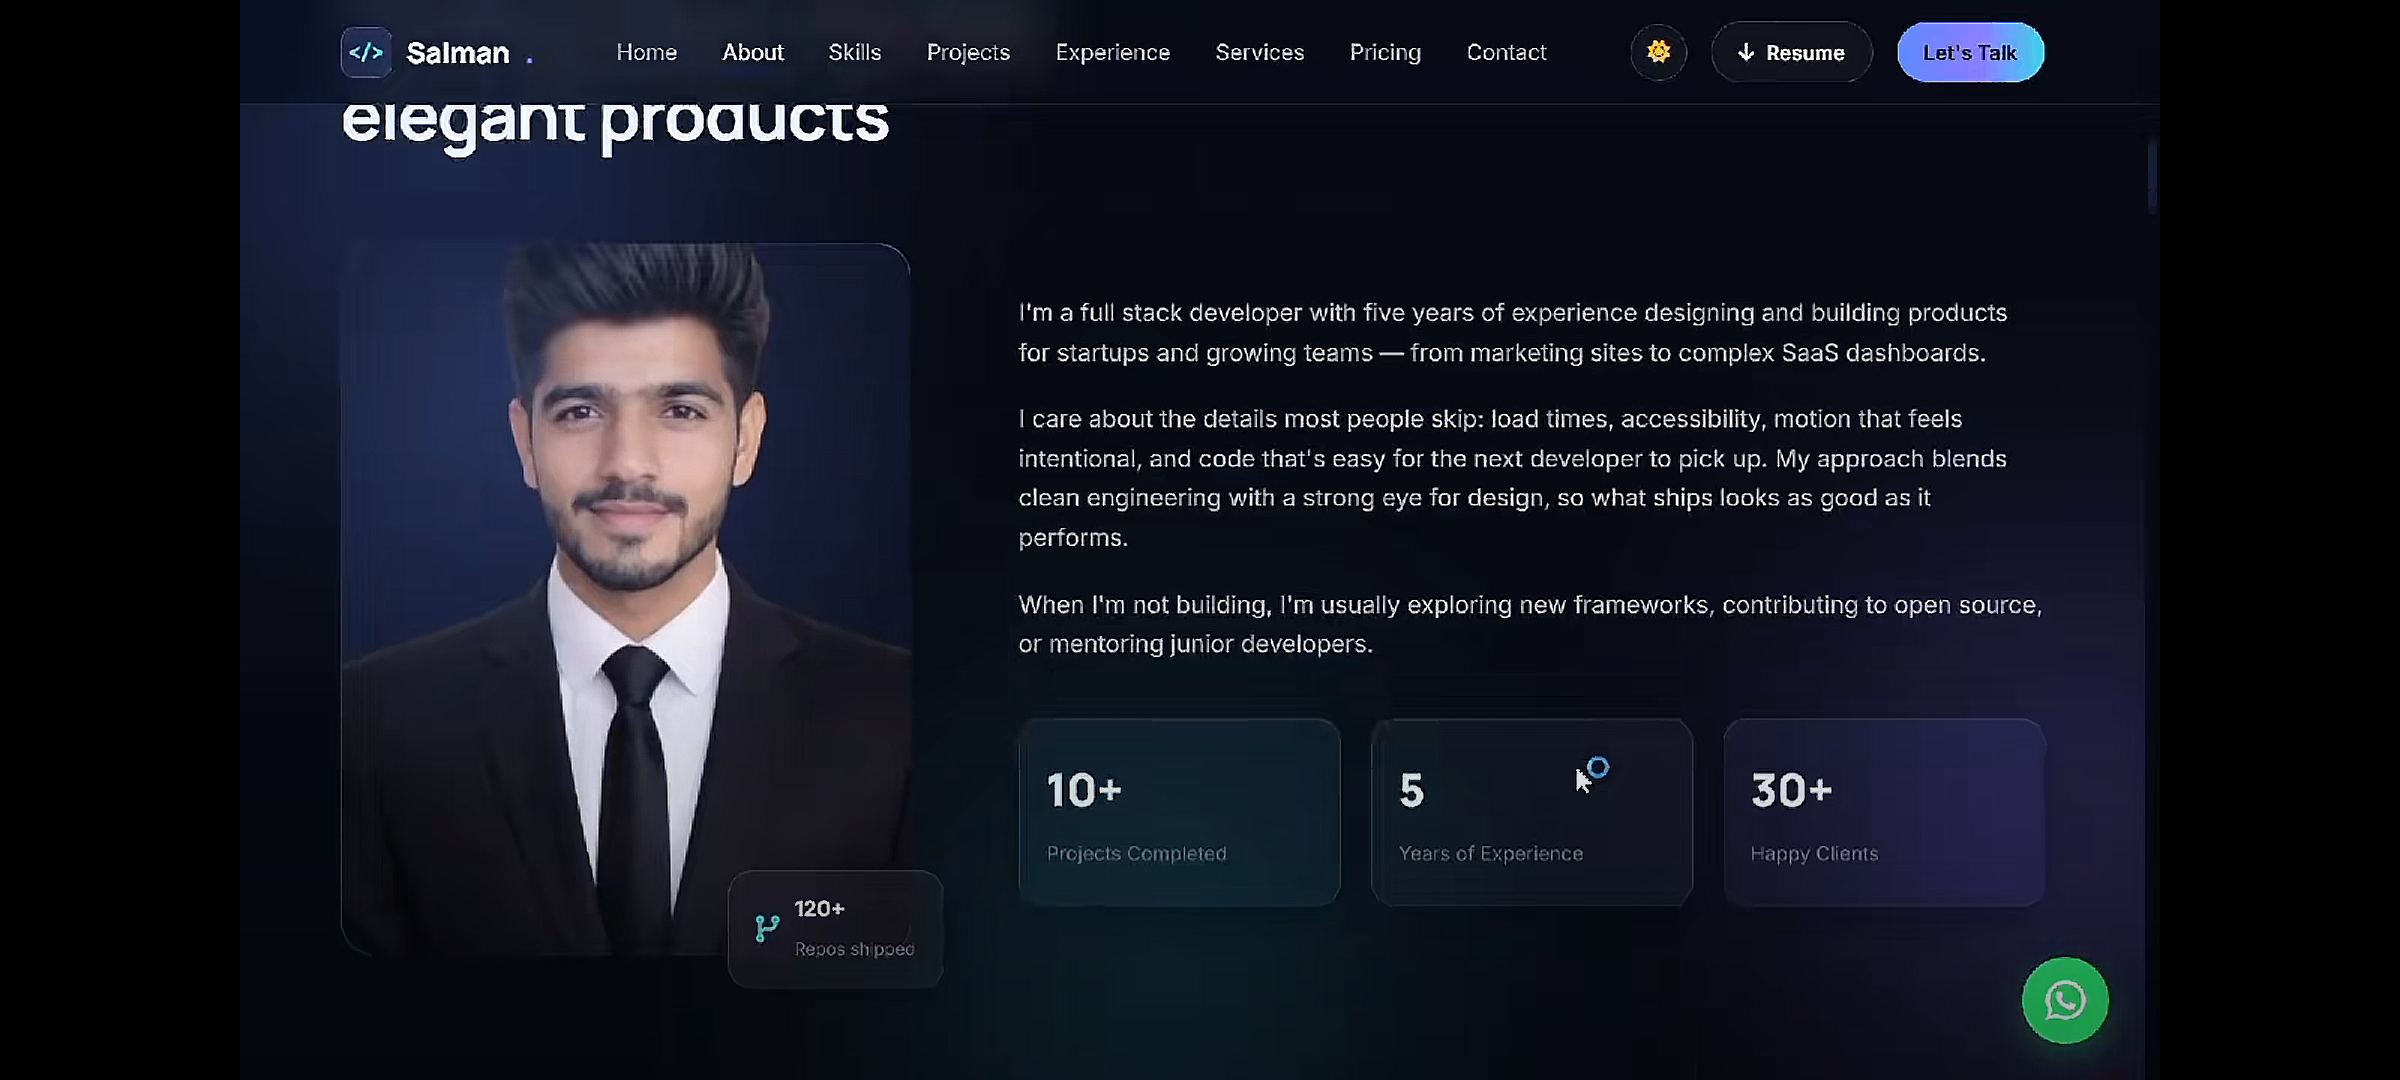 </> Salman .
Home About Skills Projects Experience Services Pricing Contact
Resume
Let's Talk
elegant products
I'm a full stack developer with five years of experience designing and building products
for startups and growing teams — from marketing sites to complex SaaS dashboards.
I care about the details most people skip: load times, accessibility, motion that feels
intentional, and code that's easy for the next developer to pick up. My approach blends
clean engineering with a strong eye for design, so what ships looks as good as it
performs.
When I'm not building, I'm usually exploring new frameworks, contributing to open source,
or mentoring junior developers.
10+
Projects Completed
5
Years of Experience
30+
Happy Clients
120+
Repos shipped